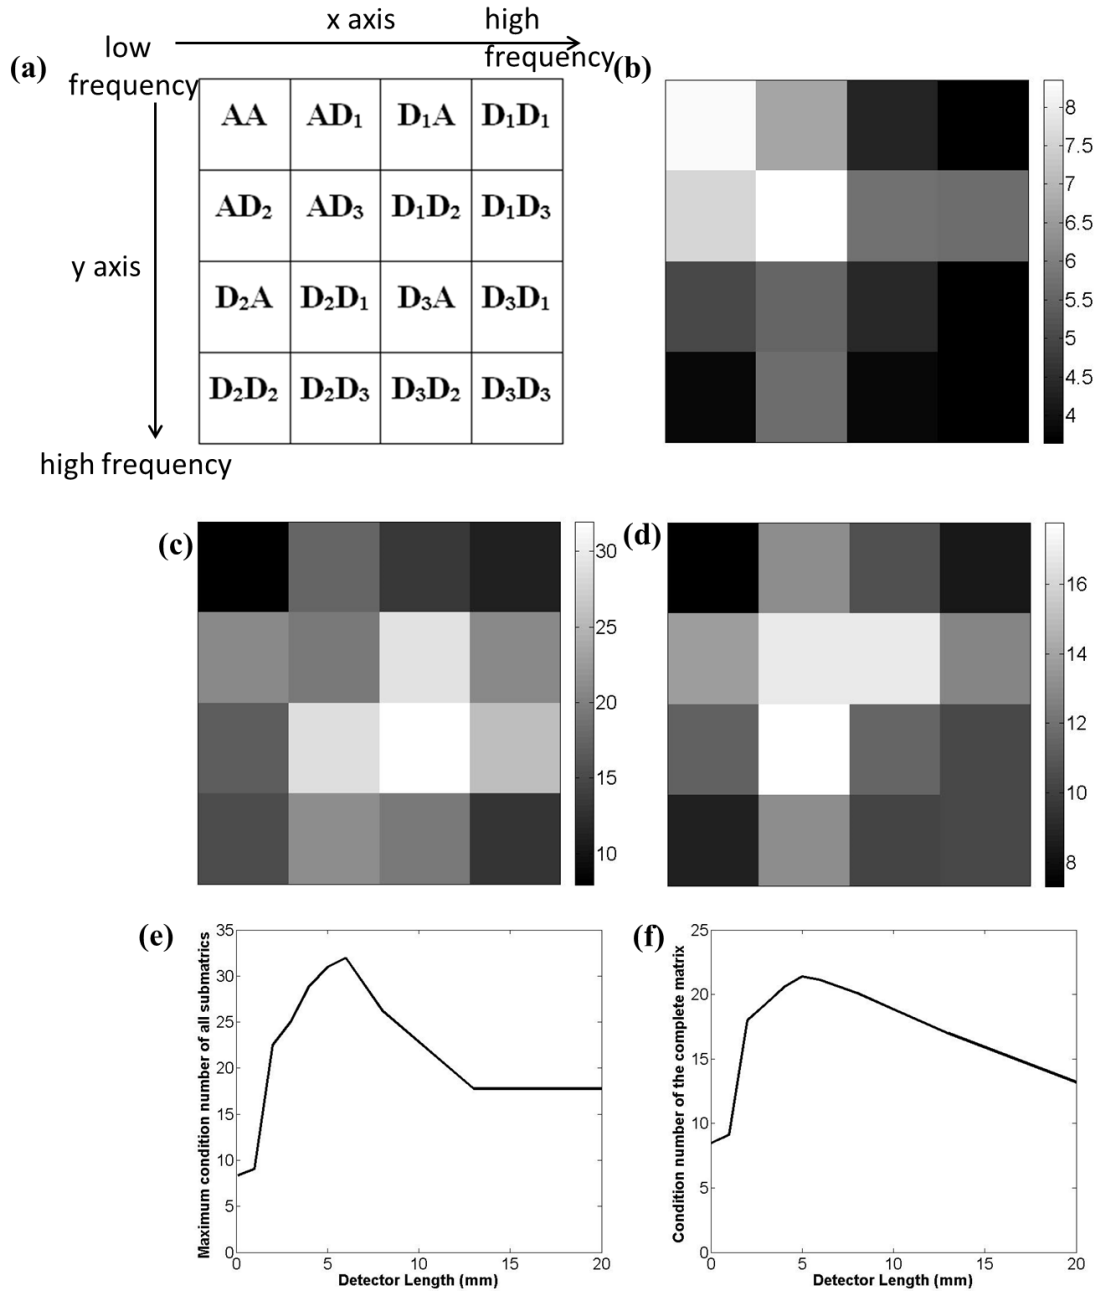 x axis
high
frequency
low
frequency
(a)
AA AD₁ D₁A D₁D₁
AD₂ AD₃ D₁D₂ D₁D₃
D₂A D₂D₁ D₃A D₃D₁
D₂D₂ D₂D₃ D₃D₂ D₃D₃
y axis
high frequency
(b)
8
7.5
7
6.5
6
5.5
5
4.5
4
(c)
30
25
20
15
10
(d)
16
14
12
10
8
(e)
Maximum condition number of all submatrics
35
30
25
20
15
10
5
0
0 5 10 15 20
Detector Length (mm)
(f)
Condition number of the complete matrix
25
20
15
10
5
0
0 5 10 15 20
Detector Length (mm)